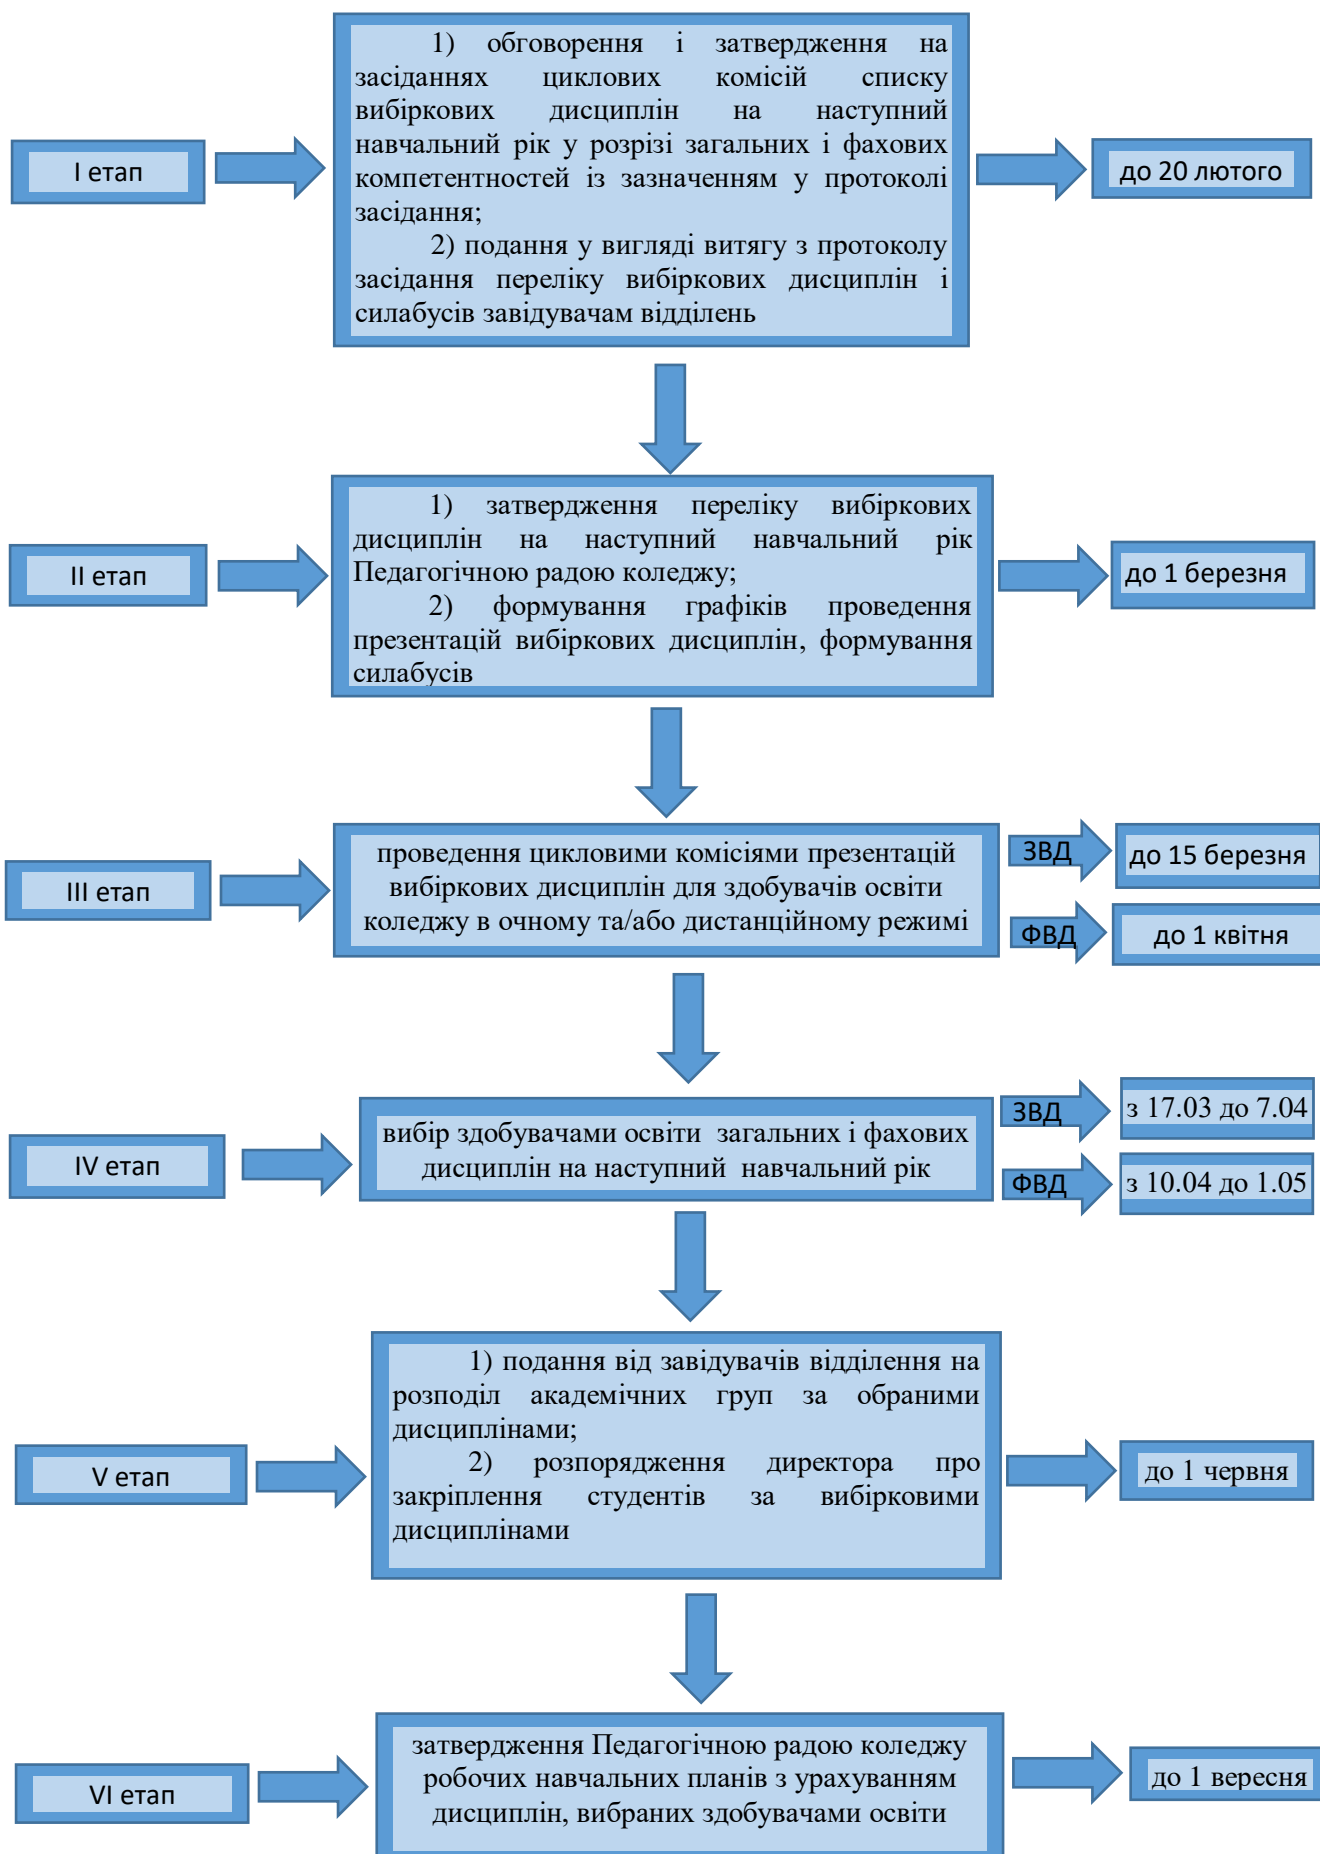 1) обговорення і затвердження на
засіданнях циклових комісій списку
вибіркових дисциплін на наступний
навчальний рік у розрізі загальних і фахових
компетентностей із зазначенням у протоколі
засідання;
2) подання у вигляді витягу з протоколу
засідання переліку вибіркових дисциплін і
силабусів завідувачам відділень
І етап
до 20 лютого
1) затвердження переліку вибіркових
дисциплін на наступний навчальний рік
Педагогічною радою коледжу;
2) формування графіків проведення
презентацій вибіркових дисциплін, формування
силабусів
ІІ етап
до 1 березня
проведення цикловими комісіями презентацій
вибіркових дисциплін для здобувачів освіти
коледжу в очному та/або дистанційному режимі
ІІІ етап
ЗВД
до 15 березня
ФВД
до 1 квітня
вибір здобувачами освіти загальних і фахових
дисциплін на наступний навчальний рік
IV етап
ЗВД
з 17.03 до 7.04
ФВД
з 10.04 до 1.05
1) подання від завідувачів відділення на
розподіл академічних груп за обраними
дисциплінами;
2) розпорядження директора про
закріплення студентів за вибірковими
дисциплінами
V етап
до 1 червня
затвердження Педагогічною радою коледжу
робочих навчальних планів з урахуванням
дисциплін, вибраних здобувачами освіти
VI етап
до 1 вересня